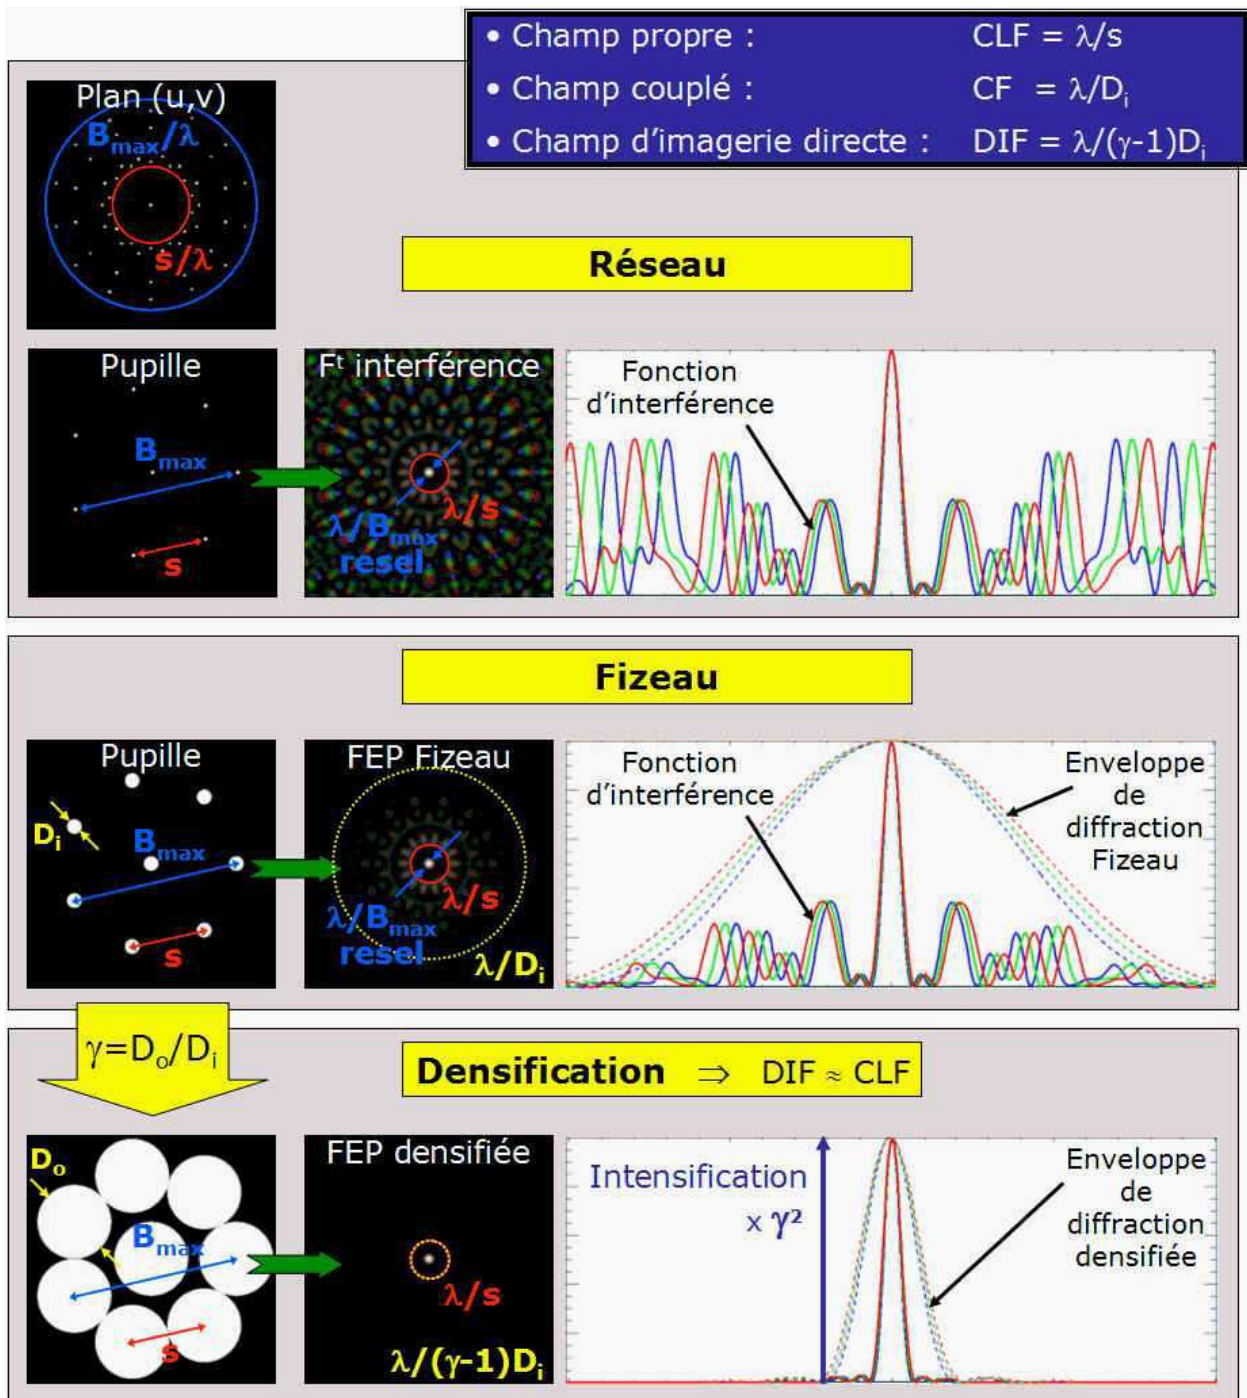 • Champ propre : CLF = λ/s
• Champ couplé : CF = λ/Dᵢ
• Champ d'imagerie directe : DIF = λ/(γ-1)Dᵢ
Plan (u,v)
Bmax/λ
s/λ
Réseau
Pupille
Bmax
s
Fᵗ interférence
λ/s
λ/Bmax
resel
Fonction
d'interférence
Fizeau
Pupille
Dᵢ
Bmax
s
FEP Fizeau
λ/s
λ/Bmax
resel
λ/Dᵢ
Fonction
d'interférence
Enveloppe
de
diffraction
Fizeau
γ=Dₒ/Dᵢ
Densification ⇒ DIF ≈ CLF
Dₒ
Bmax
s
FEP densifiée
λ/s
λ/(γ-1)Dᵢ
Intensification
x γ²
Enveloppe
de
diffraction
densifiée